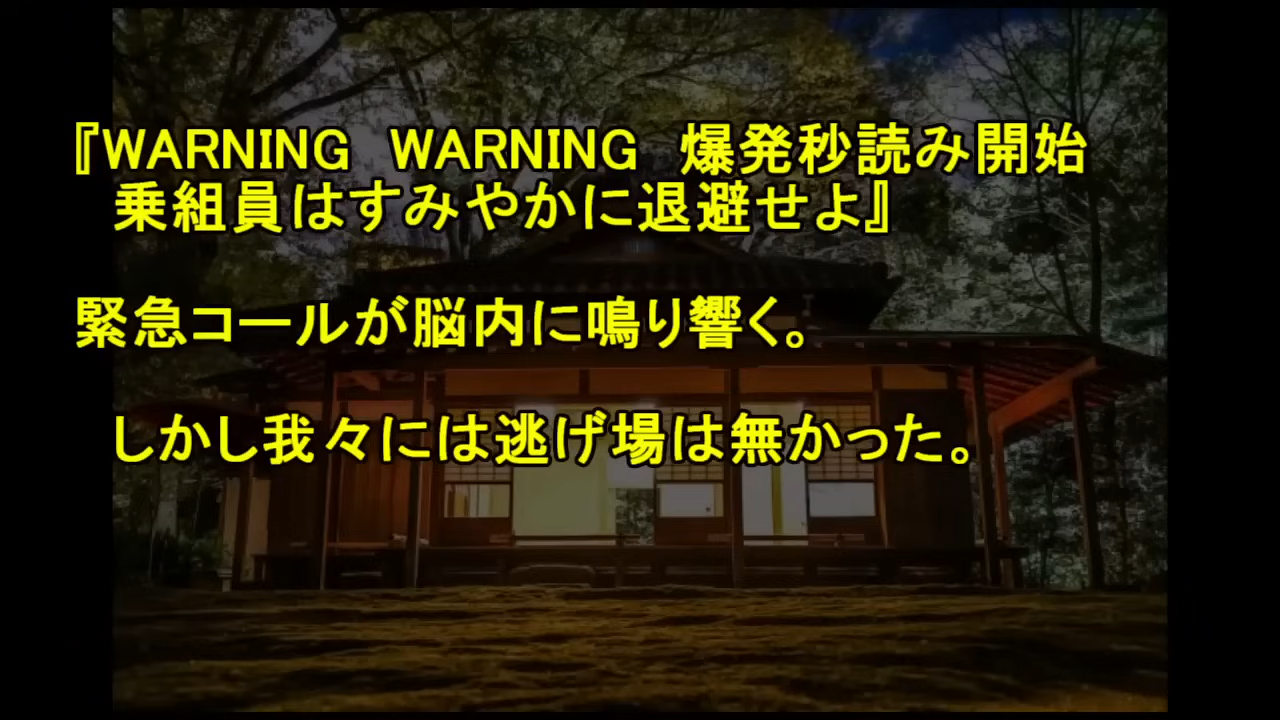 『WARNING　WARNING　爆発秒読み開始
乗組員はすみやかに退避せよ』
緊急コールが脳内に鳴り響く。
しかし我々には逃げ場は無かった。